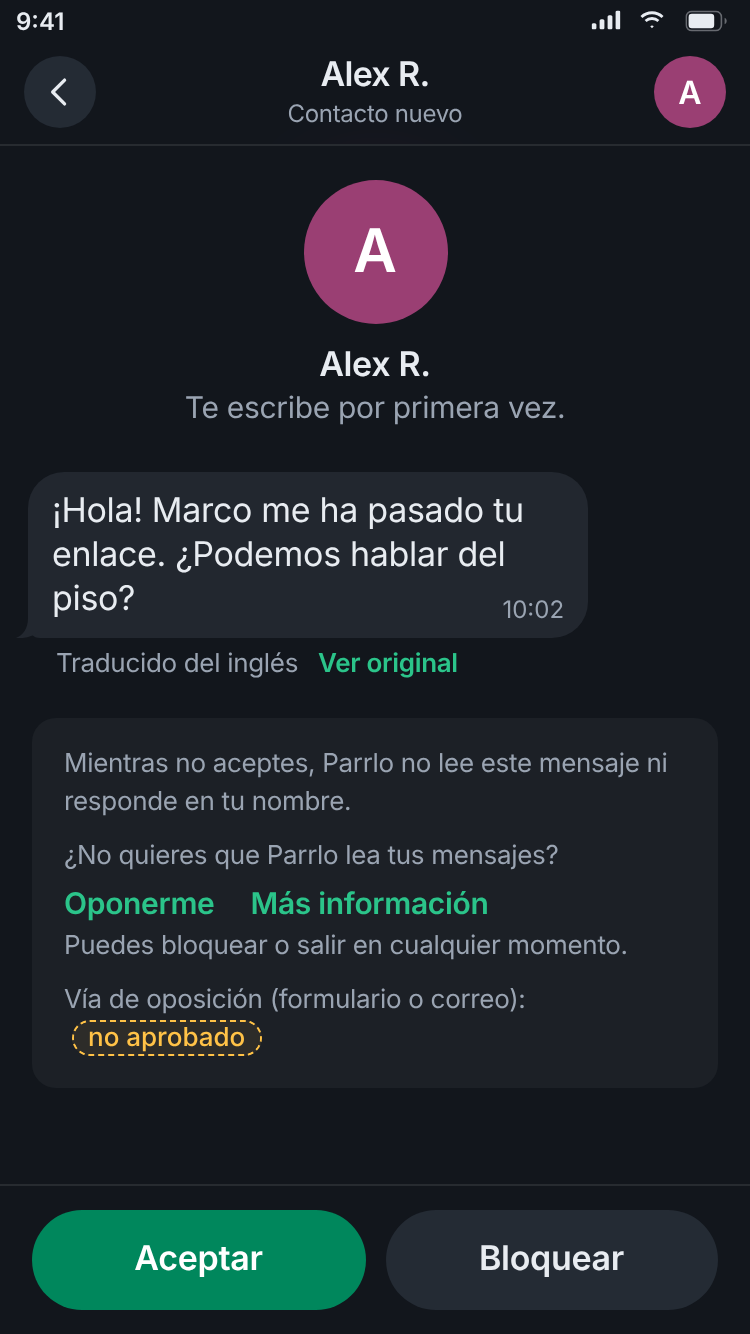 9:41
Alex R.
Contacto nuevo
A
A
Alex R.
Te escribe por primera vez.
¡Hola! Marco me ha pasado tu
enlace. ¿Podemos hablar del
piso?
10:02
Traducido del inglés Ver original
Mientras no aceptes, Parrlo no lee este mensaje ni
responde en tu nombre.
¿No quieres que Parrlo lea tus mensajes?
Oponerme Más información
Puedes bloquear o salir en cualquier momento.
Vía de oposición (formulario o correo):
no aprobado
Aceptar Bloquear